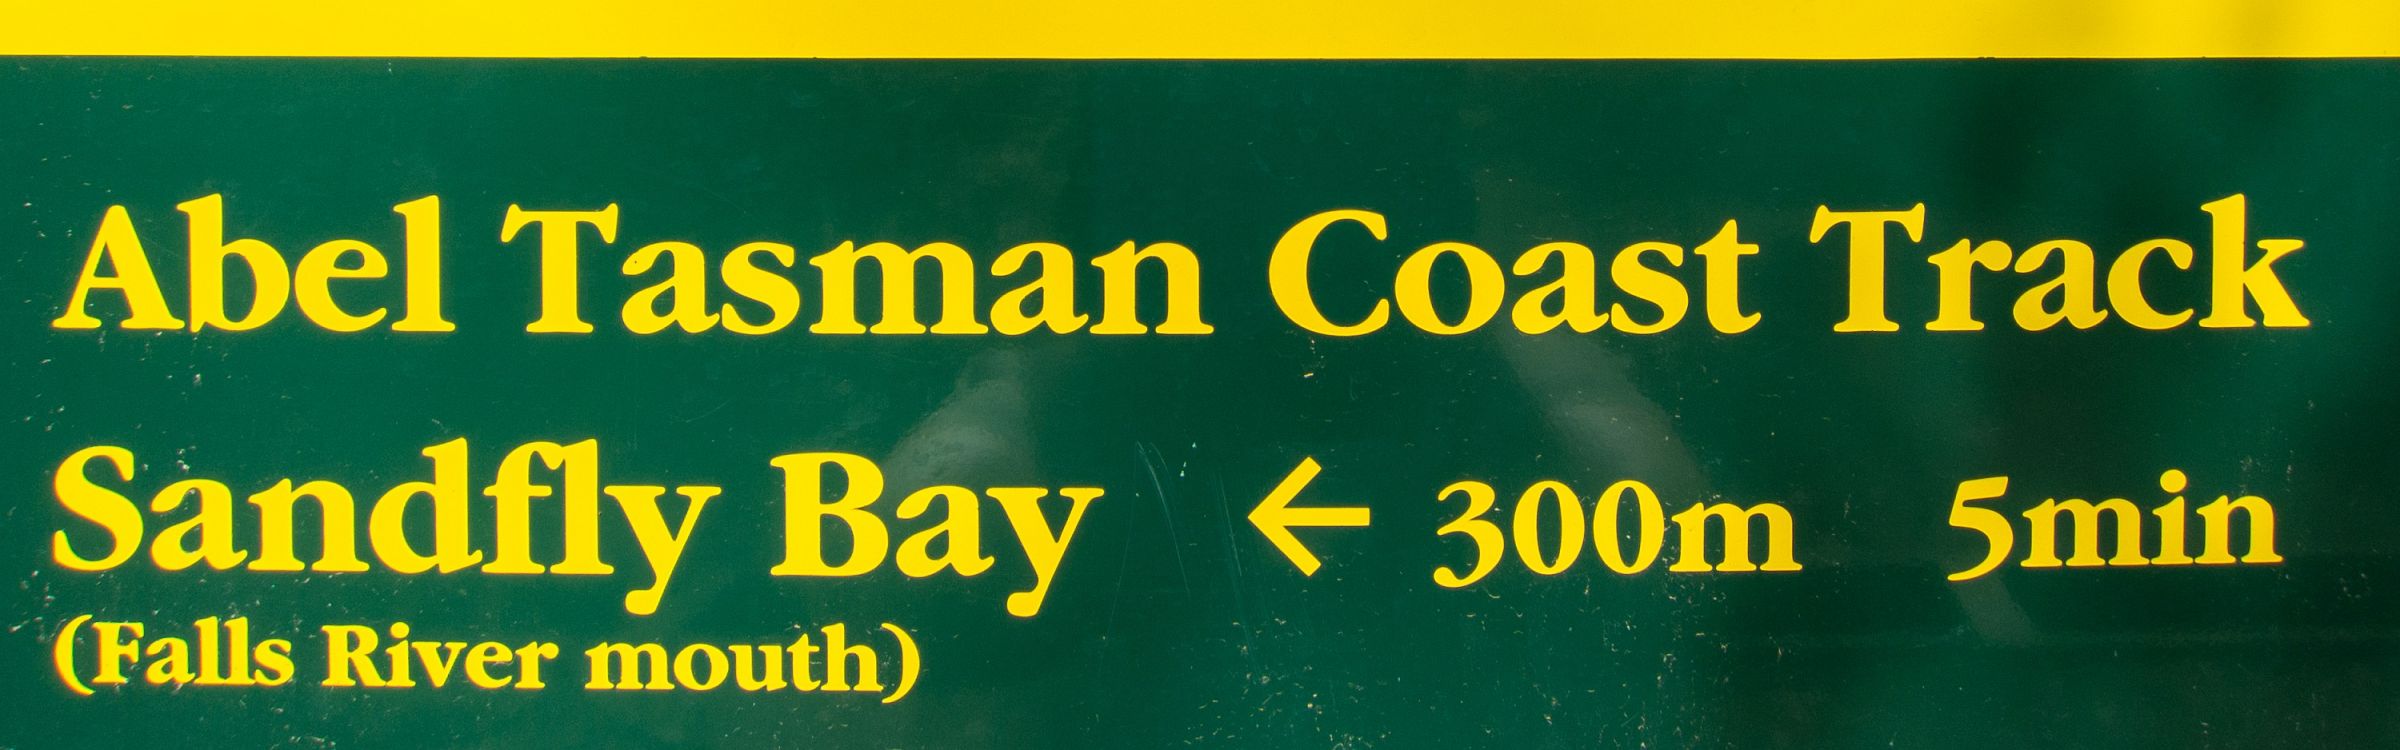 Abel Tasman Coast Track
Sandfly Bay ← 300m 5min
(Falls River mouth)